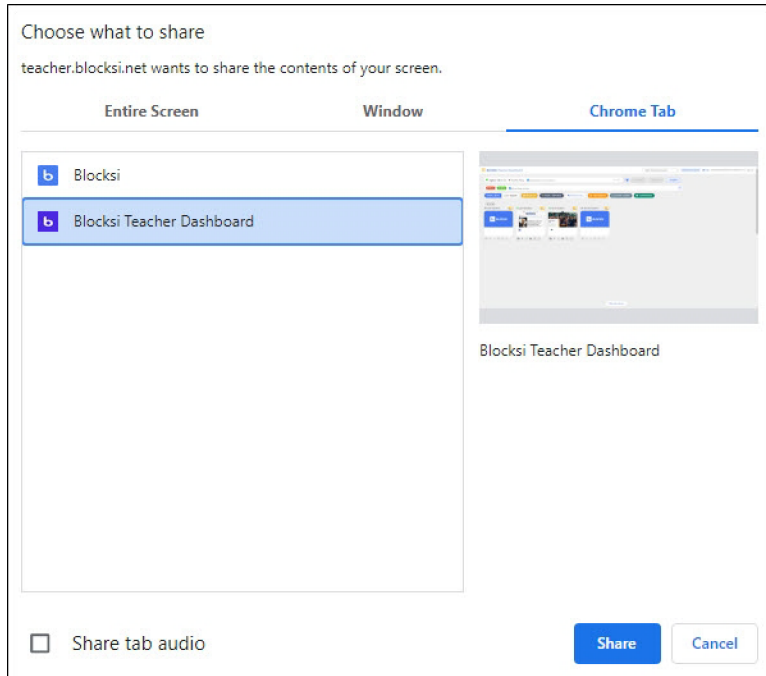 Choose what to share
teacher.blocksi.net wants to share the contents of your screen.
Entire Screen
Window
Chrome Tab
Blocksi
Blocksi Teacher Dashboard
Blocksi Teacher Dashboard
Share tab audio
Share
Cancel